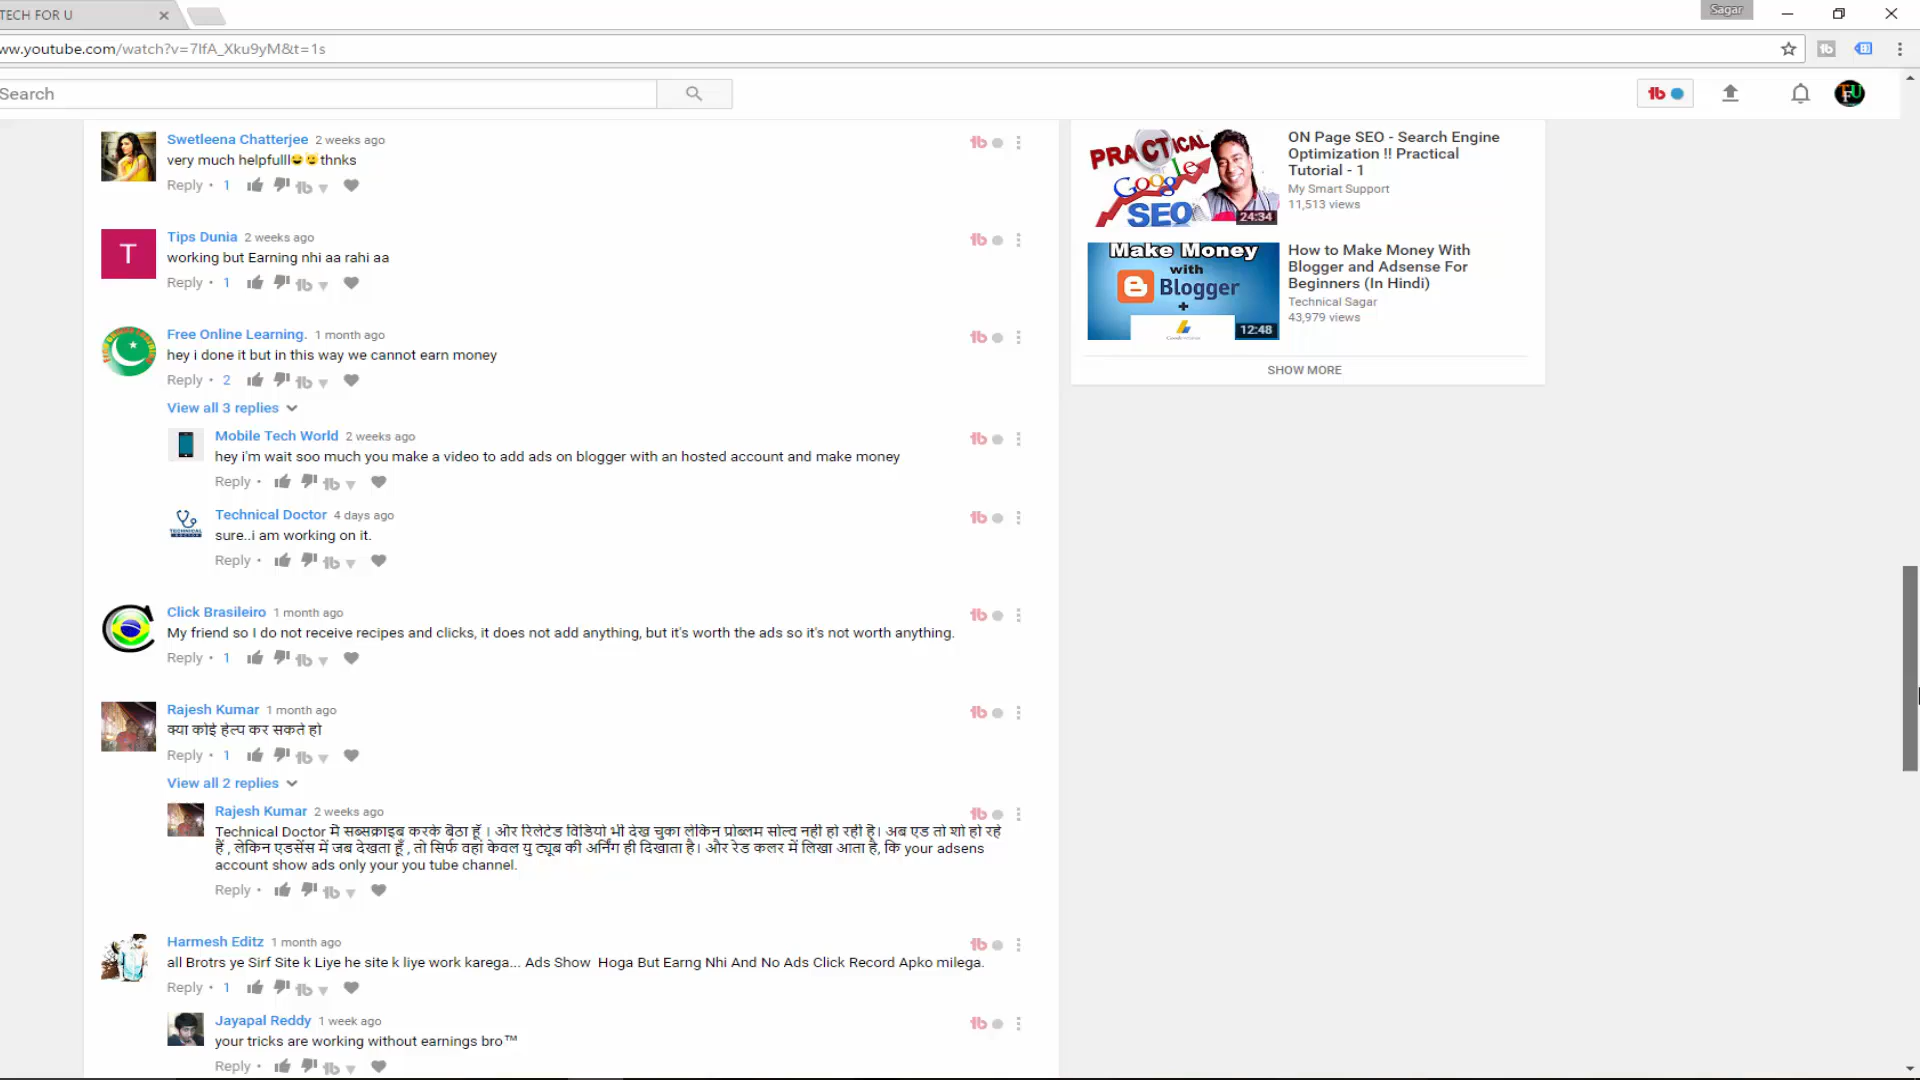 TECH FOR U
Sagar
ww.youtube.com/watch?v=7IfA_Xku9yM&t=1s
Search
Swetleena Chatterjee 2 weeks ago
very much helpfulll😄😃thnks
Reply • 1
T
Tips Dunia 2 weeks ago
working but Earning nhi aa rahi aa
Reply • 1
Free Online Learning. 1 month ago
hey i done it but in this way we cannot earn money
Reply • 2
View all 3 replies
Mobile Tech World 2 weeks ago
hey i'm wait soo much you make a video to add ads on blogger with an hosted account and make money
Reply •
Technical Doctor 4 days ago
sure..i am working on it.
Reply •
Click Brasileiro 1 month ago
My friend so I do not receive recipes and clicks, it does not add anything, but it's worth the ads so it's not worth anything.
Reply • 1
Rajesh Kumar 1 month ago
क्या कोई हेल्प कर सकते हो
Reply • 1
View all 2 replies
Rajesh Kumar 2 weeks ago
Technical Doctor मे सब्सक्राइब करके बेठा हूँ । ओर रिलेटेड विडियो भी देख चुका लेकिन प्रोब्लम सोल्व नही हो रही है। अब एड तो शो हो रहे
हैं , लेकिन एडसेंस में जब देखता हूँ , तो सिर्फ वहां केवल यु ट्यूब की अर्निंग ही दिखाता है। और रेड कलर में लिखा आता है, कि your adsens
account show ads only your you tube channel.
Reply •
Harmesh Editz 1 month ago
all Brotrs ye Sirf Site k Liye he site k liye work karega... Ads Show Hoga But Earng Nhi And No Ads Click Record Apko milega.
Reply • 1
Jayapal Reddy 1 week ago
your tricks are working without earnings bro™
Reply •
PRACTICAL
Google
SEO
24:34
ON Page SEO - Search Engine
Optimization !! Practical
Tutorial - 1
My Smart Support
11,513 views
Make Money
with
Blogger
+
12:48
How to Make Money With
Blogger and Adsense For
Beginners (In Hindi)
Technical Sagar
43,979 views
SHOW MORE